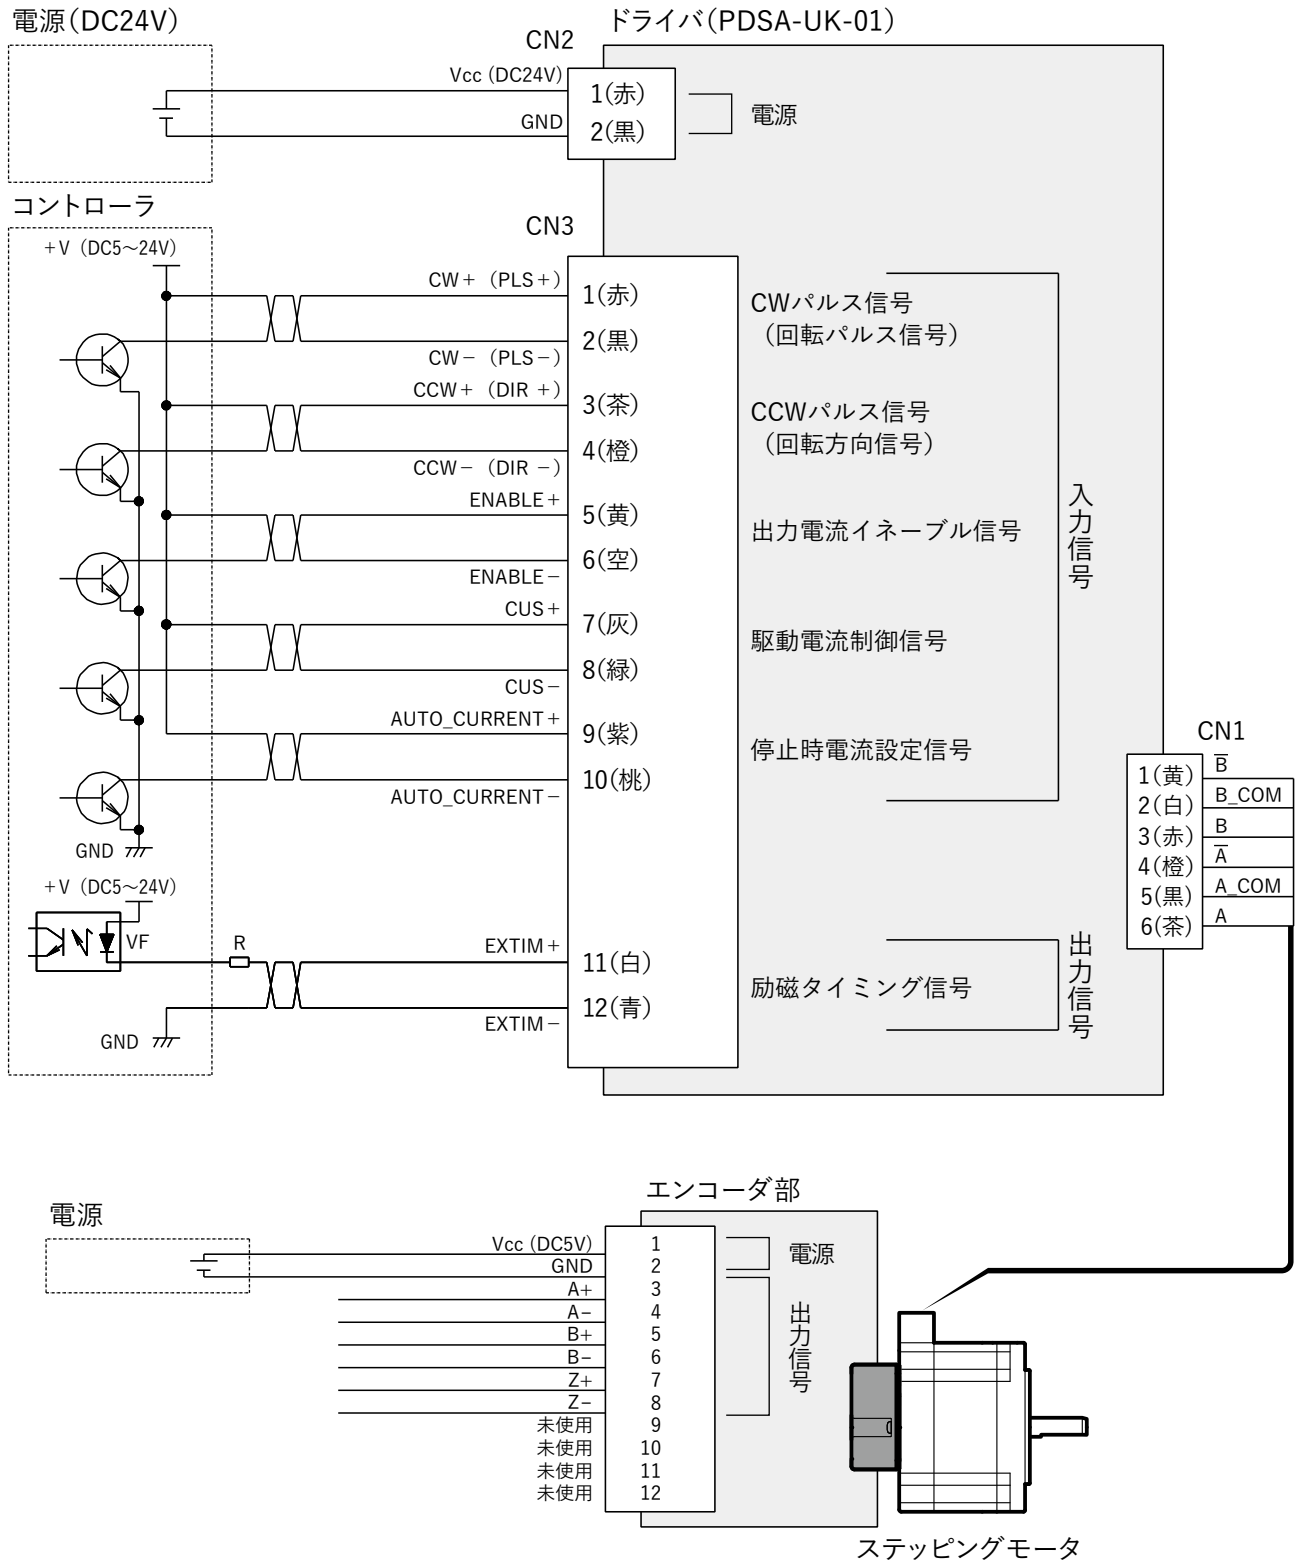 電源(DC24V)
ドライバ(PDSA-UK-01)
CN2
Vcc (DC24V)
1(赤)
GND
2(黒)
電源
コントローラ
CN3
+V (DC5~24V)
CW+ (PLS+)
1(赤)
CWパルス信号
(回転パルス信号)
2(黒)
CW− (PLS−)
CCW+ (DIR +)
3(茶)
CCWパルス信号
(回転方向信号)
4(橙)
CCW− (DIR −)
ENABLE+
5(黄)
出力電流イネーブル信号
6(空)
ENABLE−
CUS+
7(灰)
駆動電流制御信号
8(緑)
CUS−
AUTO_CURRENT+
9(紫)
停止時電流設定信号
10(桃)
AUTO_CURRENT−
入力信号
GND
+V (DC5~24V)
VF
R
EXTIM+
11(白)
励磁タイミング信号
12(青)
EXTIM−
GND
出力信号
CN1
1(黄)
B̅
2(白)
B_COM
3(赤)
B
4(橙)
A̅
5(黒)
A_COM
6(茶)
A
エンコーダ部
電源
Vcc (DC5V)
1
GND
2
電源
A+
3
A−
4
B+
5
B−
6
Z+
7
Z−
8
出力信号
未使用
9
未使用
10
未使用
11
未使用
12
ステッピングモータ